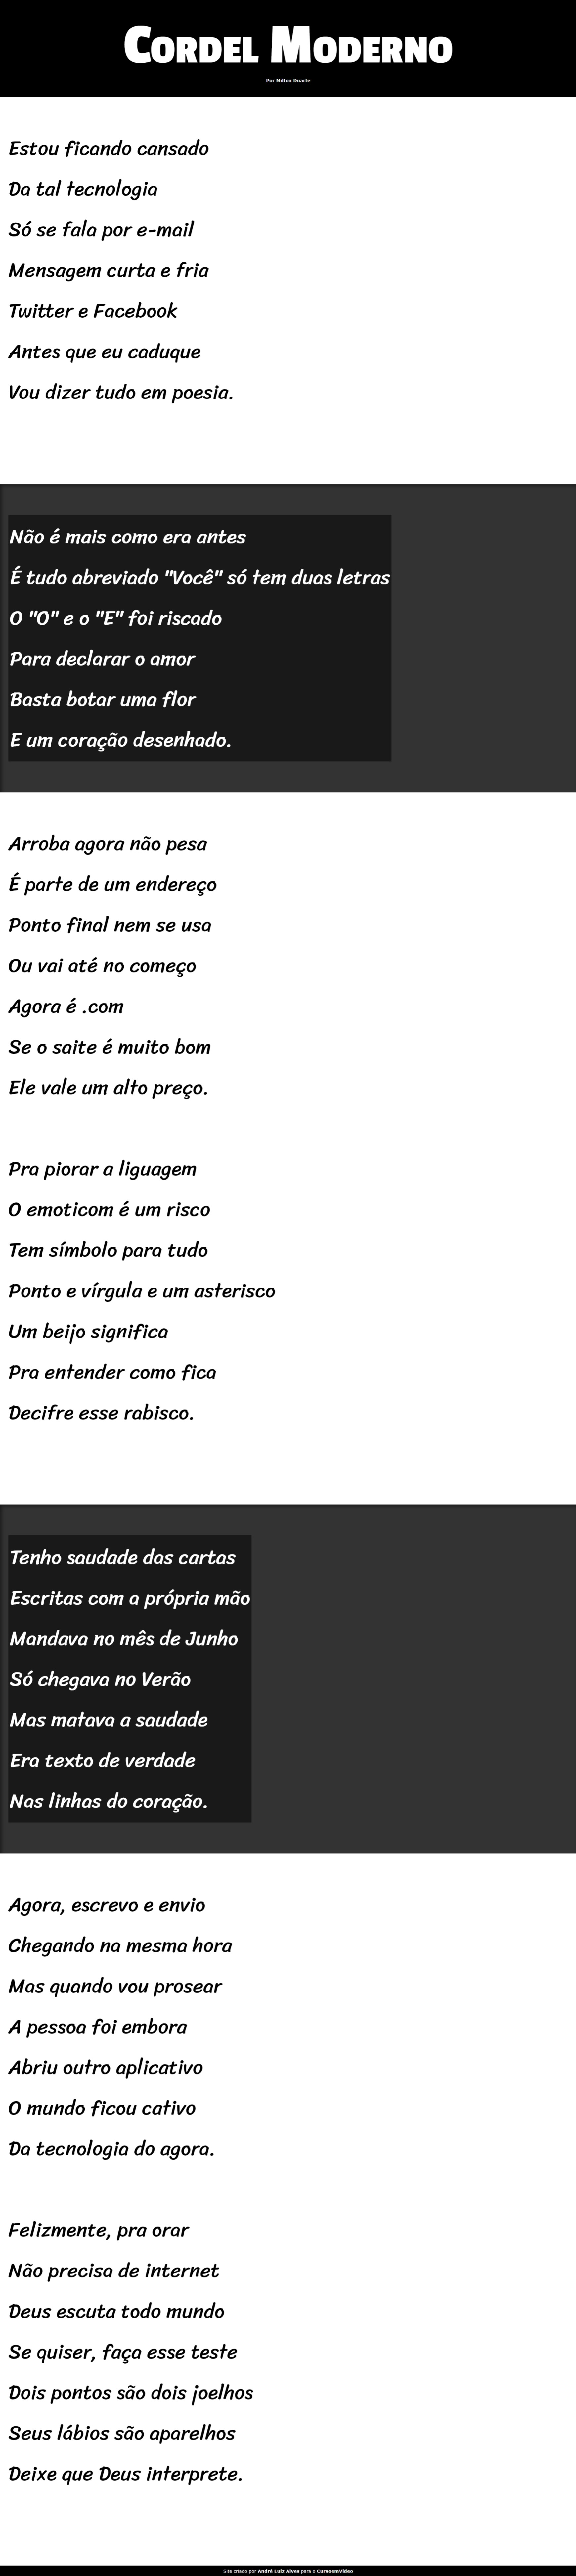 Cordel Moderno
Por Milton Duarte
Estou ficando cansado
Da tal tecnologia
Só se fala por e-mail
Mensagem curta e fria
Twitter e Facebook
Antes que eu caduque
Vou dizer tudo em poesia.
Não é mais como era antes
É tudo abreviado "Você" só tem duas letras
O "O" e o "E" foi riscado
Para declarar o amor
Basta botar uma flor
E um coração desenhado.
Arroba agora não pesa
É parte de um endereço
Ponto final nem se usa
Ou vai até no começo
Agora é .com
Se o saite é muito bom
Ele vale um alto preço.
Pra piorar a liguagem
O emoticom é um risco
Tem símbolo para tudo
Ponto e vírgula e um asterisco
Um beijo significa
Pra entender como fica
Decifre esse rabisco.
Tenho saudade das cartas
Escritas com a própria mão
Mandava no mês de Junho
Só chegava no Verão
Mas matava a saudade
Era texto de verdade
Nas linhas do coração.
Agora, escrevo e envio
Chegando na mesma hora
Mas quando vou prosear
A pessoa foi embora
Abriu outro aplicativo
O mundo ficou cativo
Da tecnologia do agora.
Felizmente, pra orar
Não precisa de internet
Deus escuta todo mundo
Se quiser, faça esse teste
Dois pontos são dois joelhos
Seus lábios são aparelhos
Deixe que Deus interprete.
Site criado por André Luiz Alves para o CursoemVideo